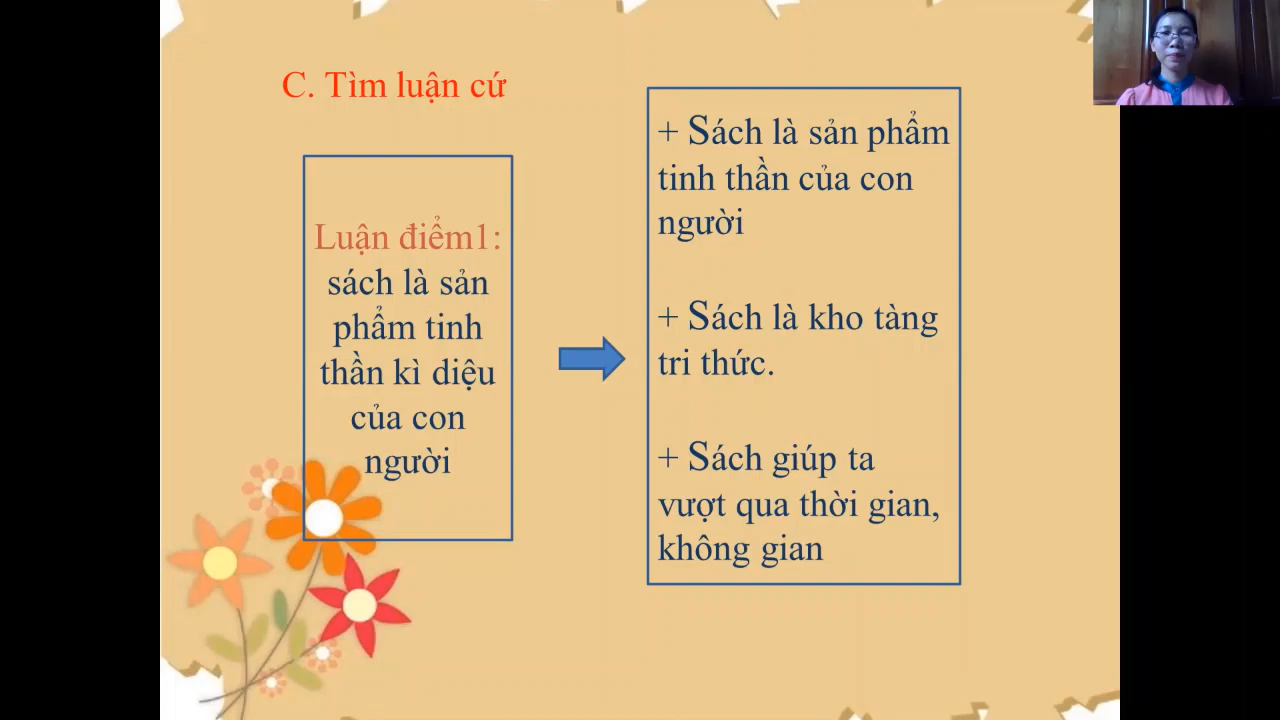 C. Tìm luận cứ
Luận điểm1:
sách là sản
phẩm tinh
thần kì diệu
của con
người
+ Sách là sản phẩm
tinh thần của con
người
+ Sách là kho tàng
tri thức.
+ Sách giúp ta
vượt qua thời gian,
không gian